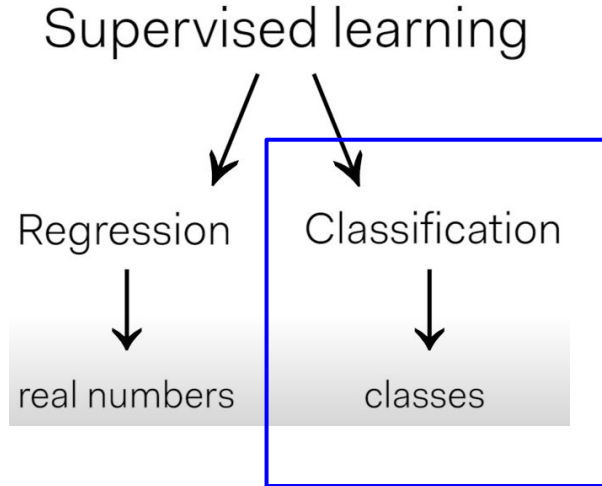 Supervised learning
Regression Classification
real numbers classes